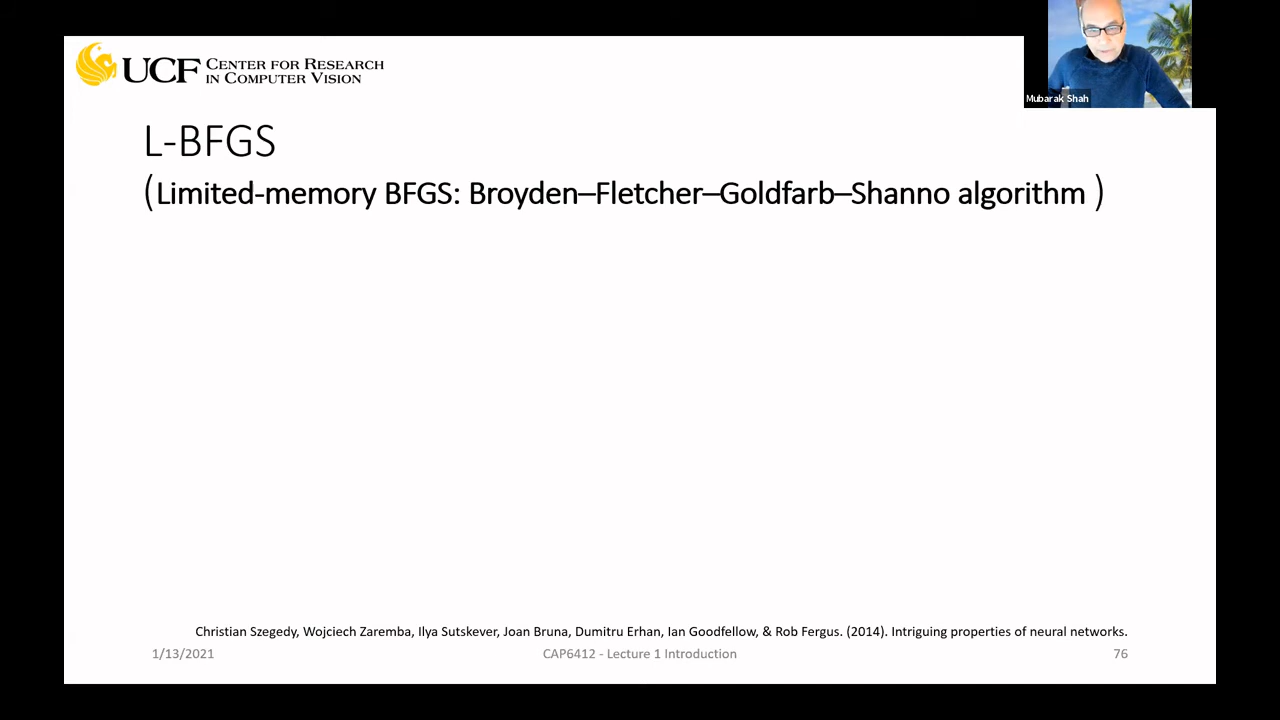 UCF CENTER FOR RESEARCH
IN COMPUTER VISION
Mubarak Shah
L-BFGS
(Limited-memory BFGS: Broyden–Fletcher–Goldfarb–Shanno algorithm )
Christian Szegedy, Wojciech Zaremba, Ilya Sutskever, Joan Bruna, Dumitru Erhan, Ian Goodfellow, & Rob Fergus. (2014). Intriguing properties of neural networks.
1/13/2021 CAP6412 - Lecture 1 Introduction 76